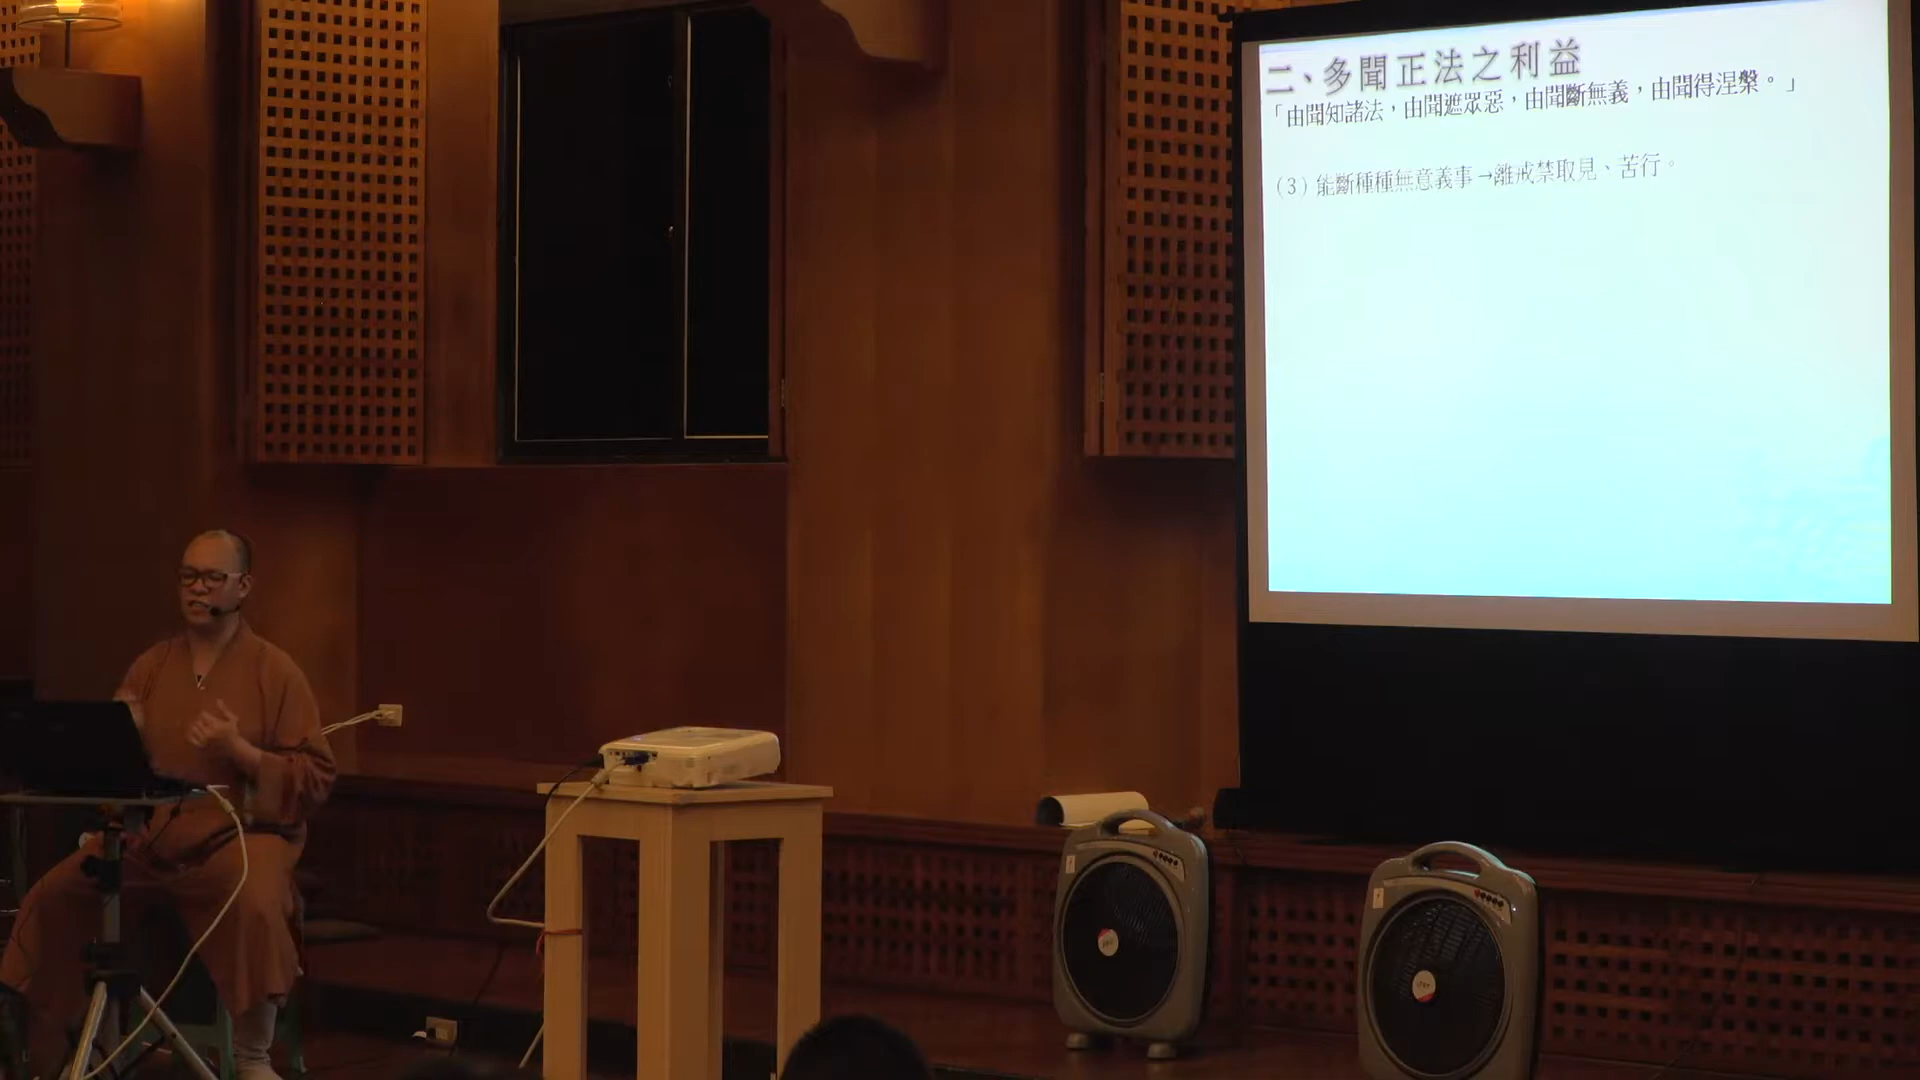 二、多聞正法之利益
「由聞知諸法，由聞遮眾惡，由聞斷無義，由聞得涅槃。」
（3）能斷種種無意義事→離戒禁取見、苦行。